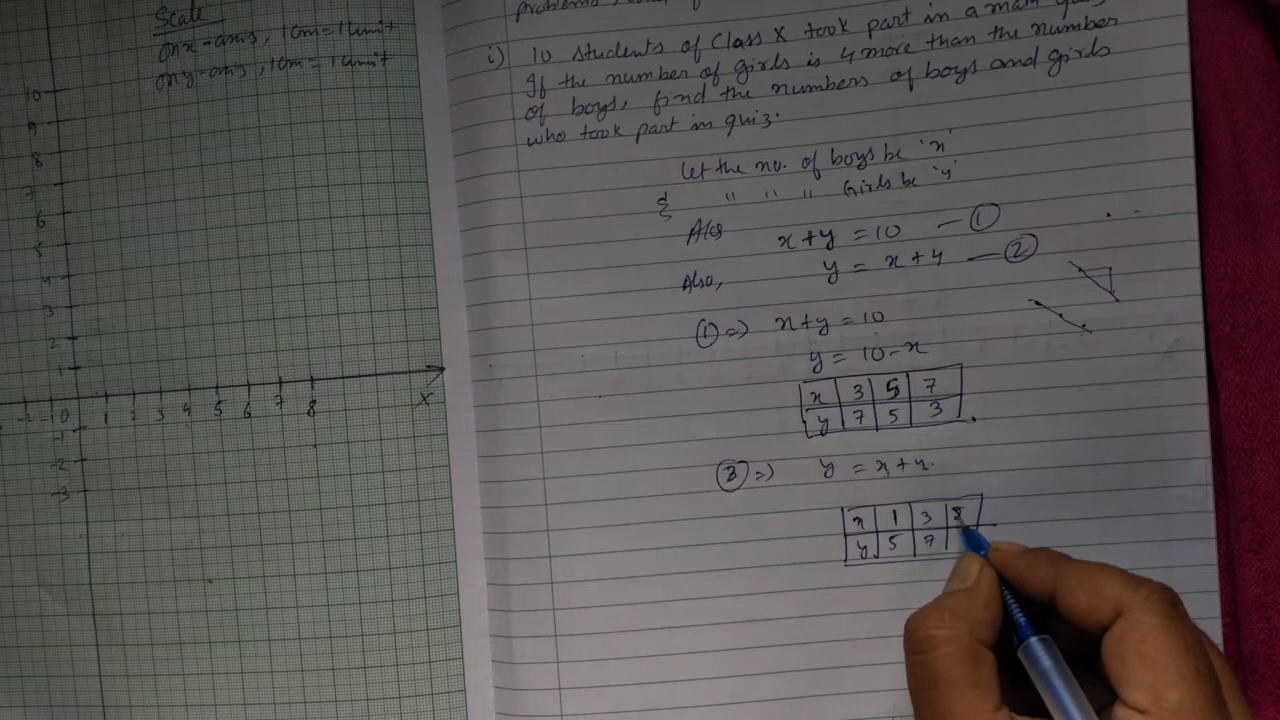 Scale
on x-axis, 1cm=1unit
on y-axis, 1cm=1unit
10
9
8
7
6
5
4
3
2
1
-2 -1 0 1 2 3 4 5 6 7 8 X
-1
-2
-3
problems
i) 10 students of Class X took part in a math
If the number of girls is 4 more than the number
of boys, find the numbers of boys and girls
who took part in quiz.
Let the no. of boys be 'x'
& " " " Girls be 'y'
x+y=10 — ①
Also, y = x+4 — ②
①=> x+y=10
y = 10-x
x 3 5 7
y 7 5 3
=> y = x+4.
x 1 3
y 5 7